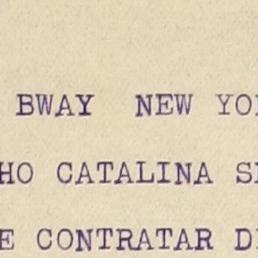 BWAY NEW YO
HO CATALINA S
E CONTRATAR D